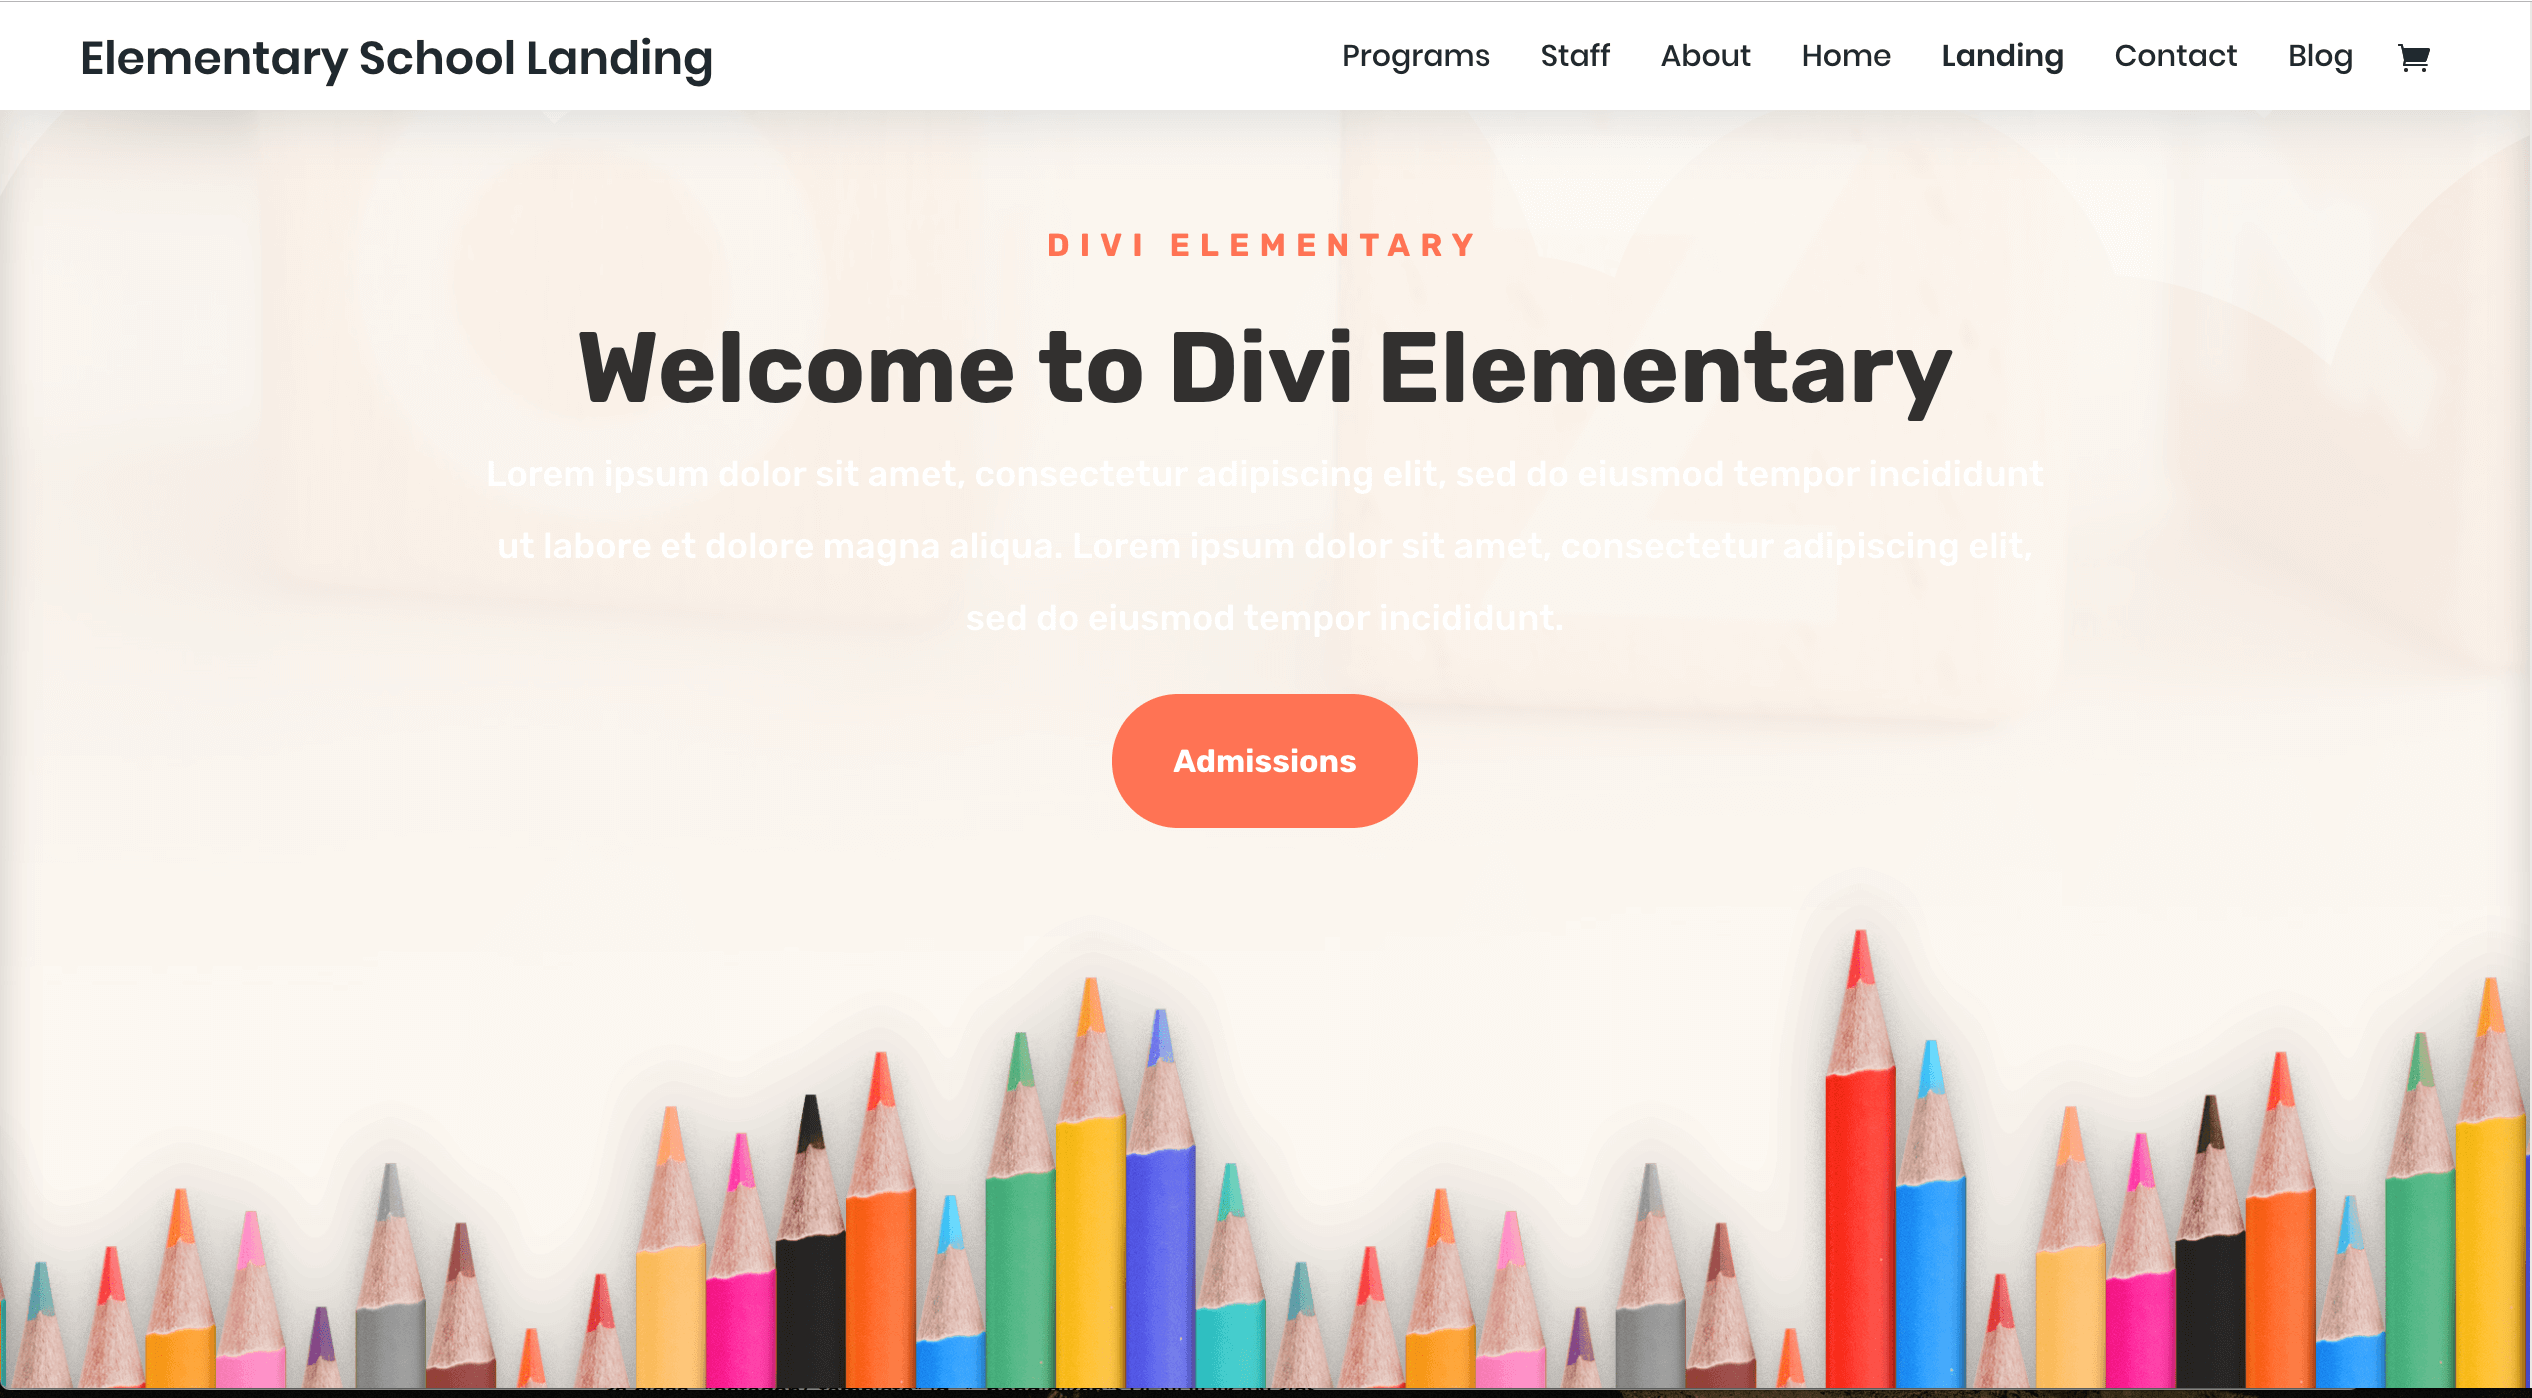 Elementary School Landing
Programs Staff About Home Landing Contact Blog
DIVI ELEMENTARY
Welcome to Divi Elementary
Lorem ipsum dolor sit amet, consectetur adipiscing elit, sed do eiusmod tempor incididunt
ut labore et dolore magna aliqua. Lorem ipsum dolor sit amet, consectetur adipiscing elit,
sed do eiusmod tempor incididunt.
Admissions